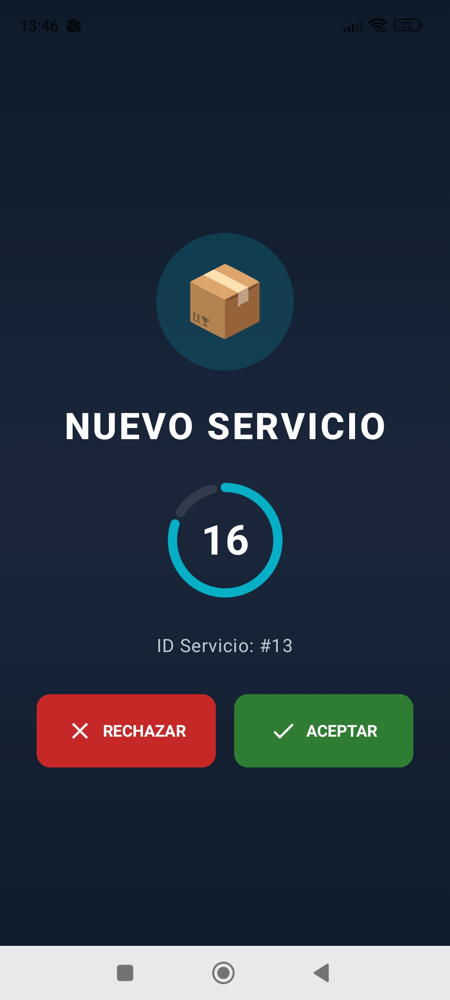 13:46
72
NUEVO SERVICIO
16
ID Servicio: #13
RECHAZAR
ACEPTAR